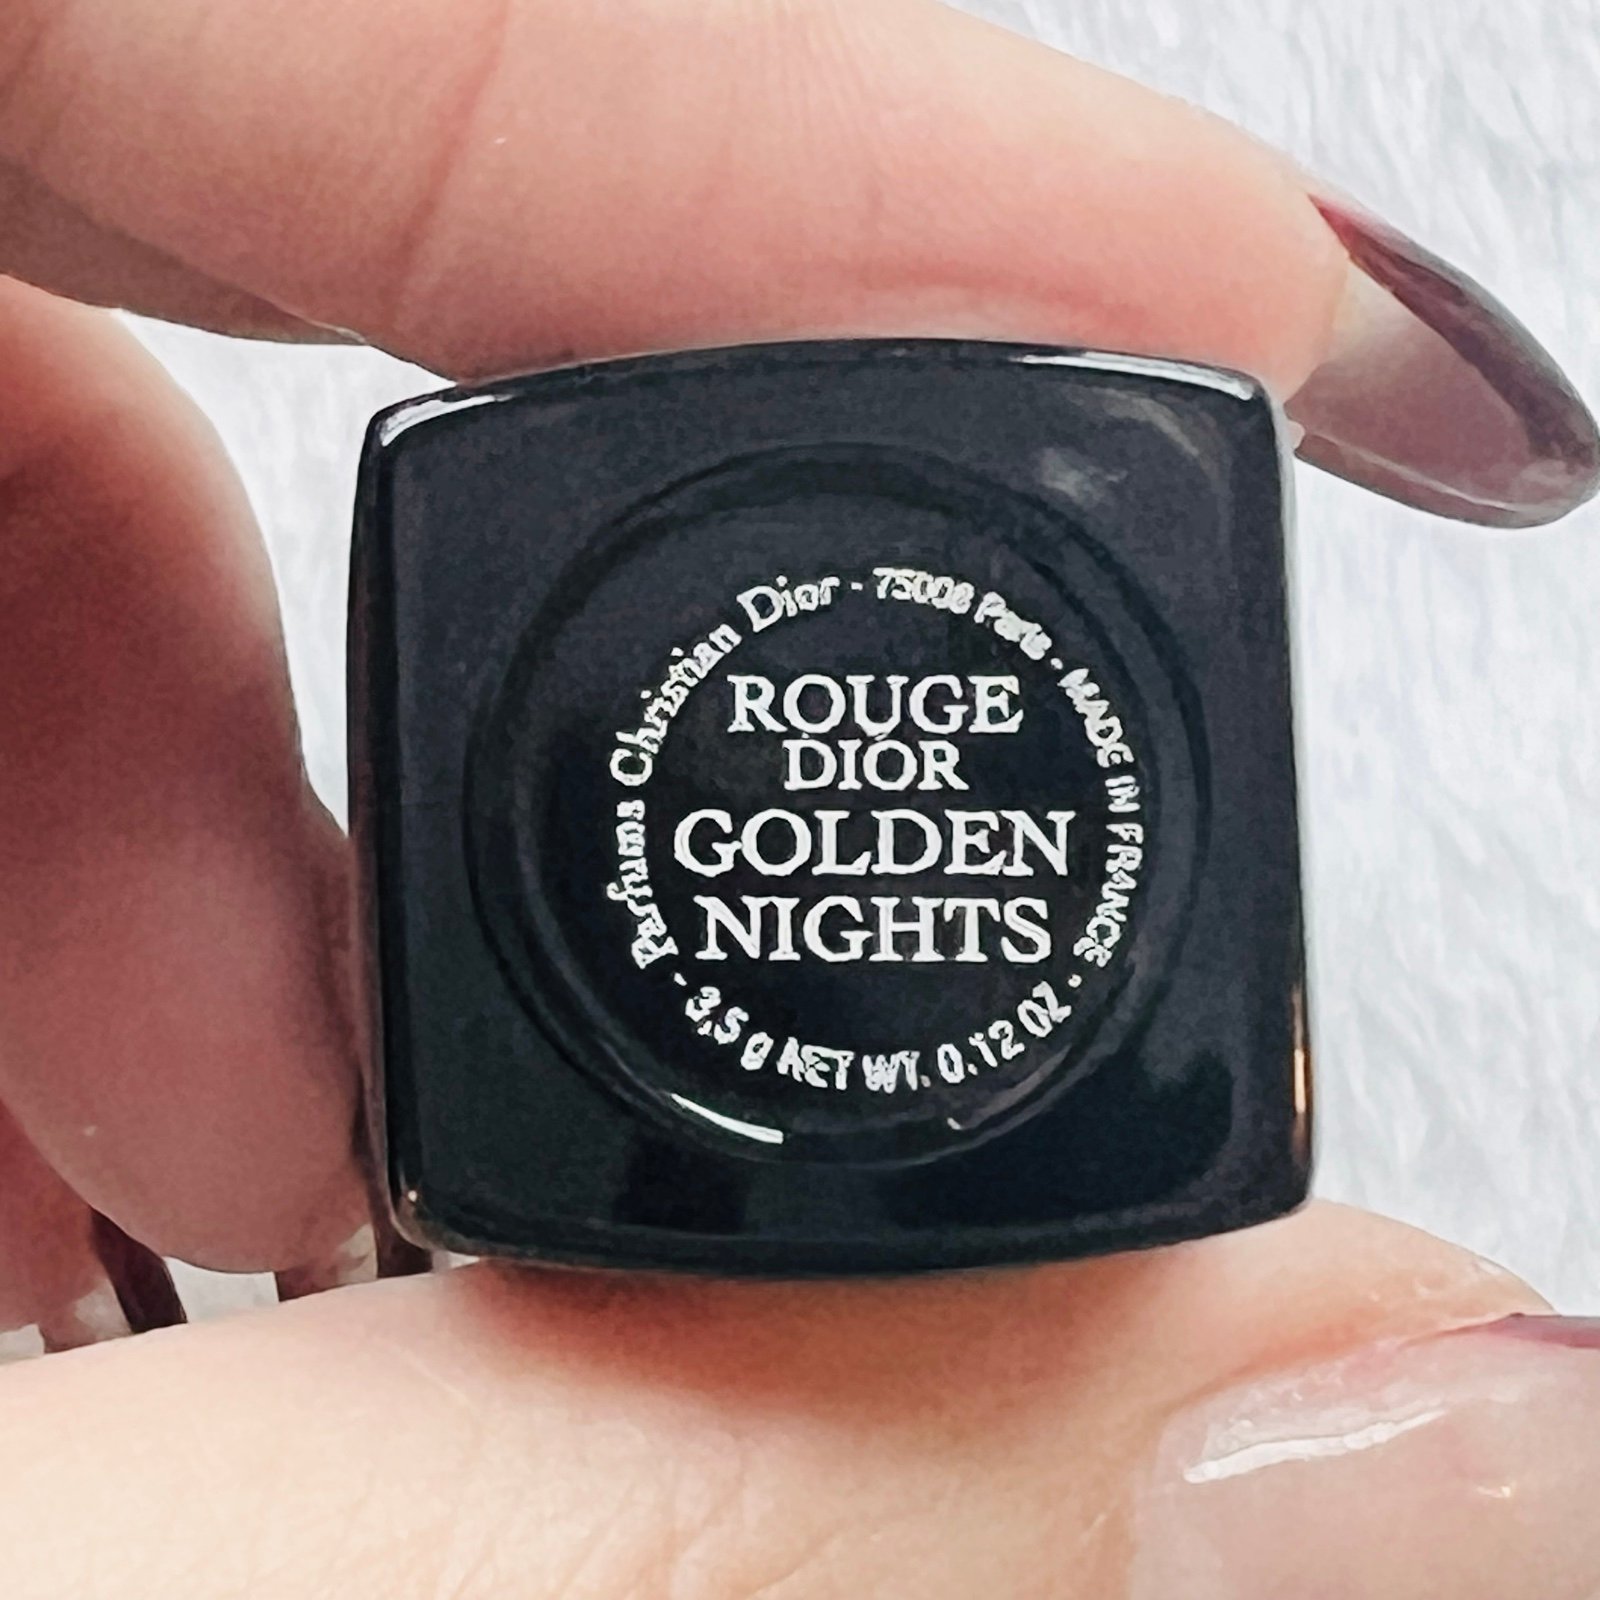 Parfums Christian Dior - 75008 Paris - MADE IN FRANCE - 3,5 g NET WT. 0.12 OZ -
ROUGE
DIOR
GOLDEN
NIGHTS